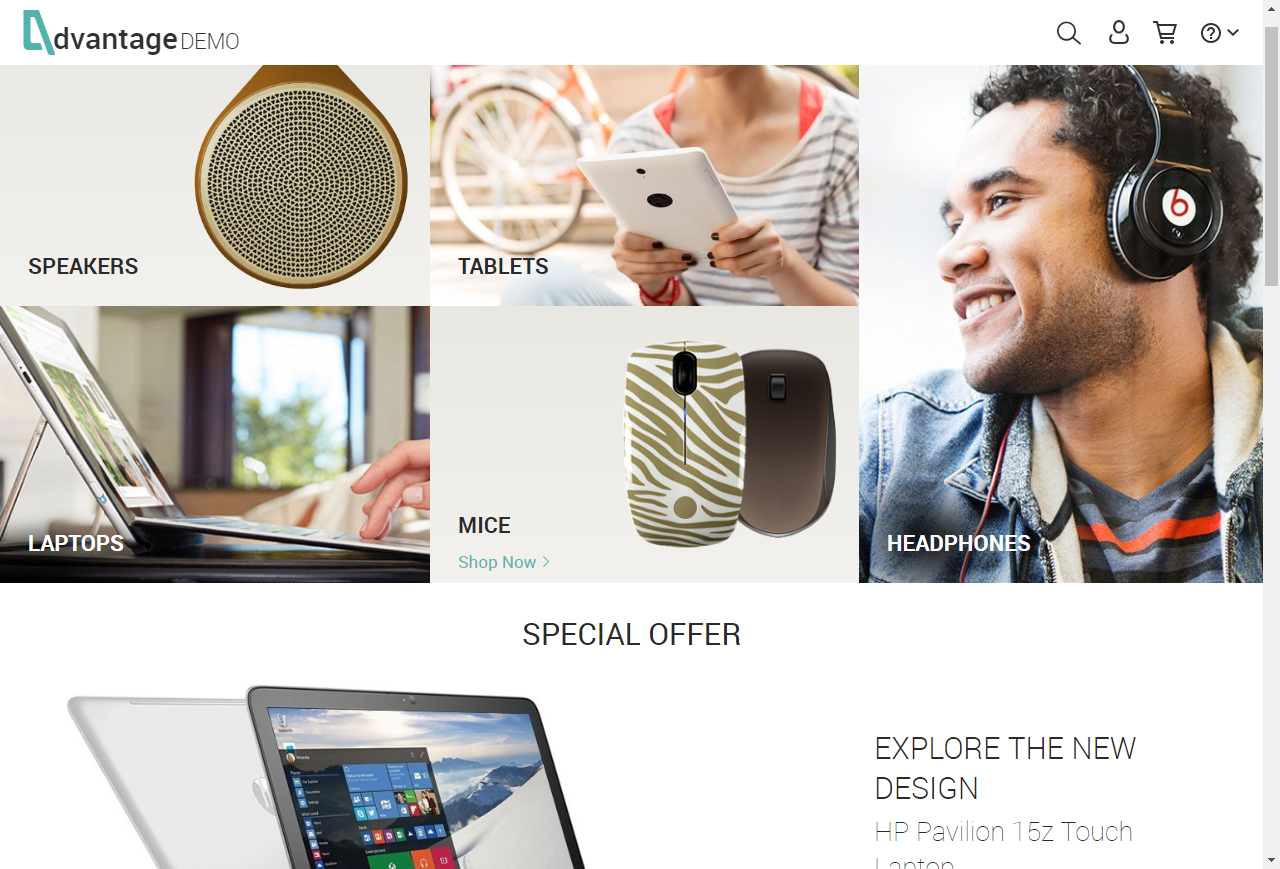 dvantage DEMO
SPEAKERS
TABLETS
LAPTOPS
MICE
Shop Now
HEADPHONES
SPECIAL OFFER
EXPLORE THE NEW
DESIGN
HP Pavilion 15z Touch
Laptop